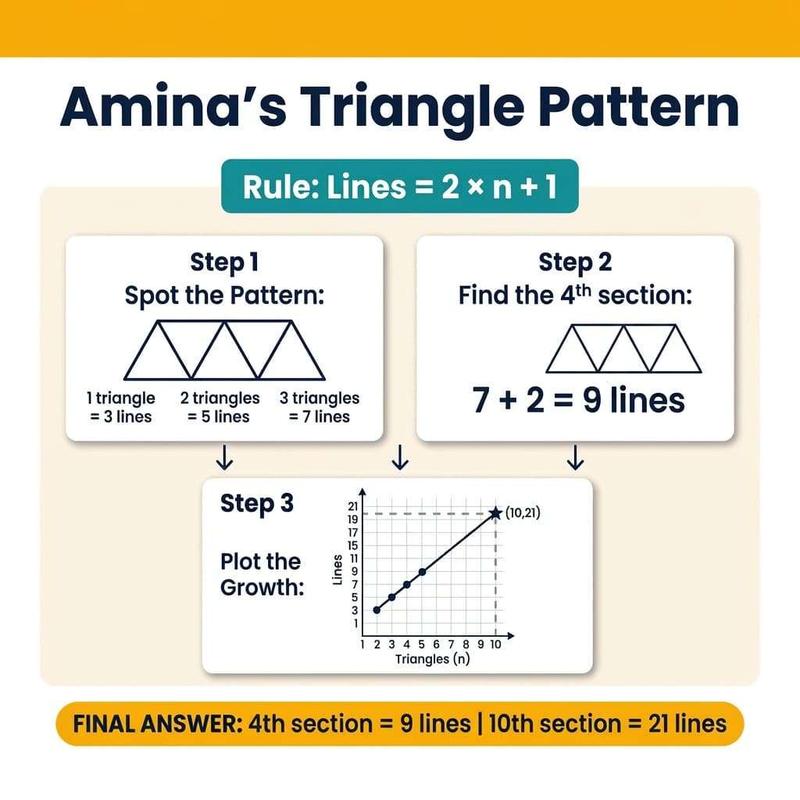 Amina’s Triangle Pattern
Rule: Lines = 2 × n + 1
Step 1
Spot the Pattern:
1 triangle
= 3 lines
2 triangles
= 5 lines
3 triangles
= 7 lines
Step 2
Find the 4th section:
7 + 2 = 9 lines
Step 3
Plot the
Growth:
Lines
21
19
17
15
11
9
7
5
3
1
(10,21)
1 2 3 4 5 6 7 8 9 10
Triangles (n)
FINAL ANSWER: 4th section = 9 lines | 10th section = 21 lines